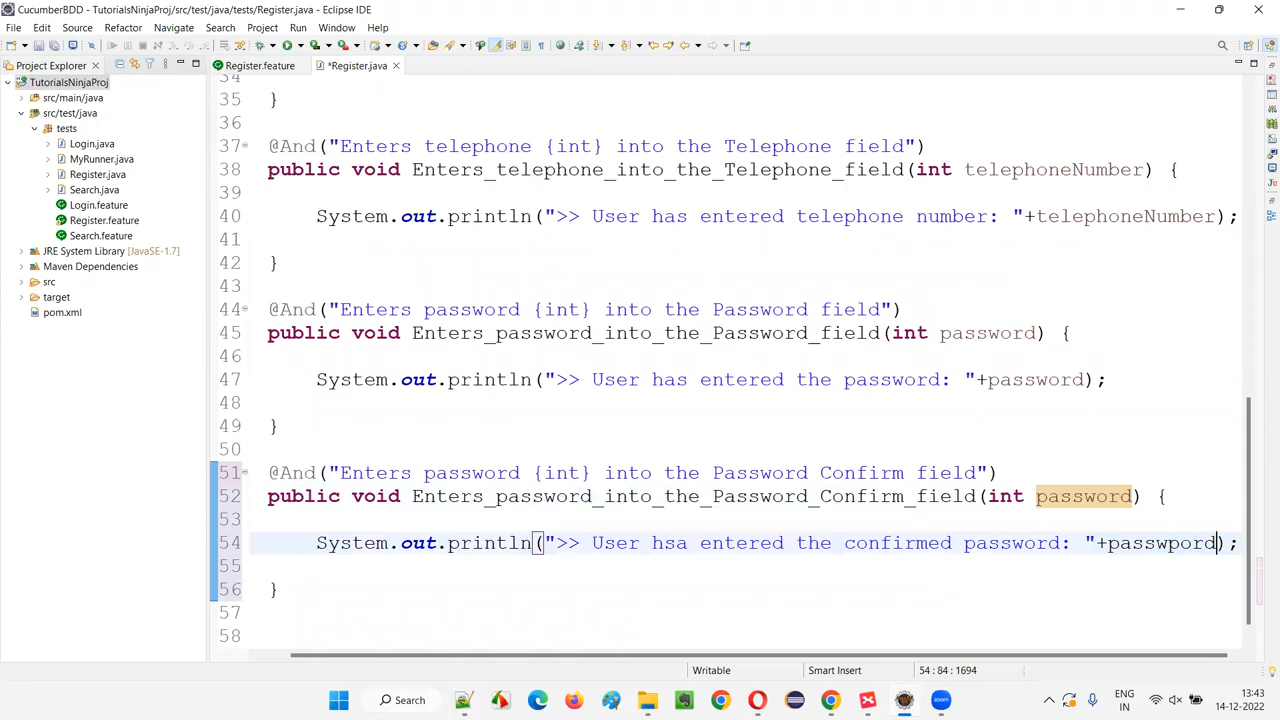 CucumberBDD - TutorialsNinjaProj/src/test/java/tests/Register.java - Eclipse IDE
File Edit Source Refactor Navigate Search Project Run Window Help
Project Explorer
Register.feature
*Register.java
TutorialsNinjaProj
src/main/java
src/test/java
tests
Login.java
MyRunner.java
Register.java
Search.java
Login.feature
Register.feature
Search.feature
JRE System Library [JavaSE-1.7]
Maven Dependencies
src
target
pom.xml
34
35 }
36
37 @And("Enters telephone {int} into the Telephone field")
38 public void Enters_telephone_into_the_Telephone_field(int telephoneNumber) {
39
40 System.out.println(">> User has entered telephone number: "+telephoneNumber);
41
42 }
43
44 @And("Enters password {int} into the Password field")
45 public void Enters_password_into_the_Password_field(int password) {
46
47 System.out.println(">> User has entered the password: "+password);
48
49 }
50
51 @And("Enters password {int} into the Password Confirm field")
52 public void Enters_password_into_the_Password_Confirm_field(int password) {
53
54 System.out.println(">> User hsa entered the confirmed password: "+passwpord);
55
56 }
57
58
Writable Smart Insert 54 : 84 : 1694
Search
zoom
ENG
IN
13:43
14-12-2022